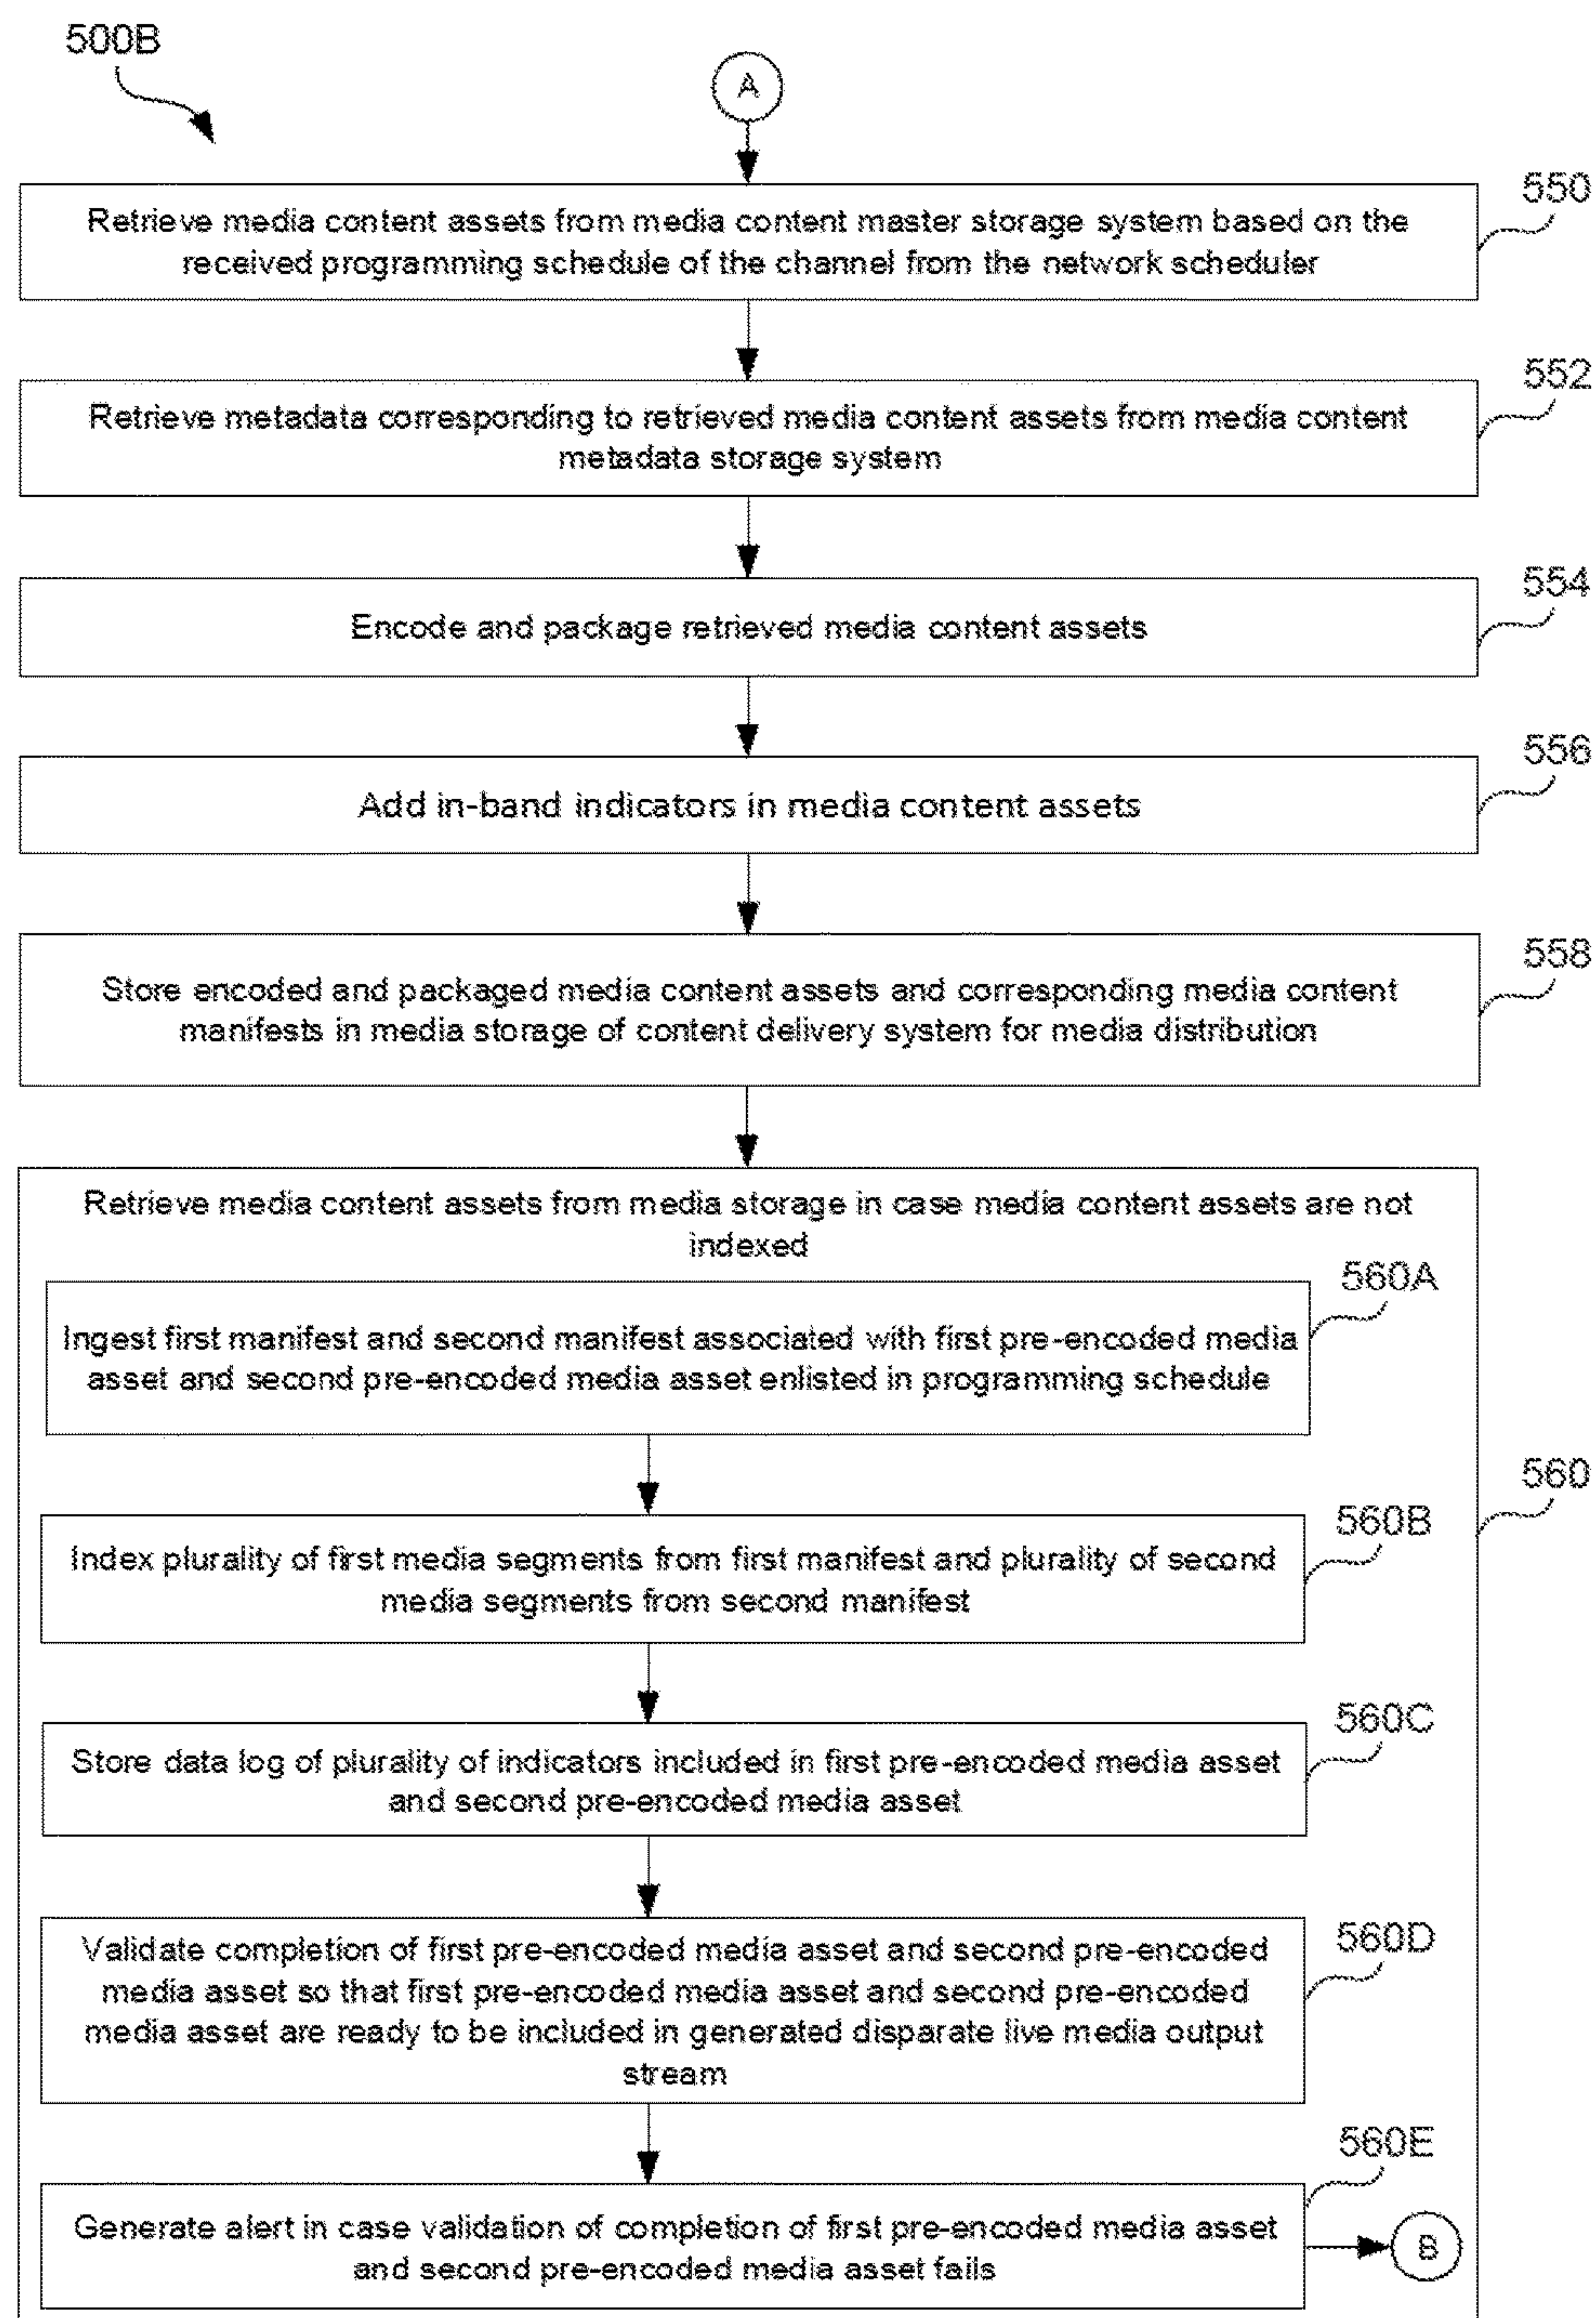 500B
A
550
Retrieve media content assets from media content master storage system based on the
received programming schedule of the channel from the network scheduler
552
Retrieve metadata corresponding to retrieved media content assets from media content
metadata storage system
554
Encode and package retrieved media content assets
556
Add in-band indicators in media content assets
558
Store encoded and packaged media content assets and corresponding media content
manifests in media storage of content delivery system for media distribution
Retrieve media content assets from media storage in case media content assets are not
indexed
560A
Ingest first manifest and second manifest associated with first pre-encoded media
asset and second pre-encoded media asset enlisted in programming schedule
560
560B
Index plurality of first media segments from first manifest and plurality of second
media segments from second manifest
560C
Store data log of plurality of indicators included in first pre-encoded media asset
and second pre-encoded media asset
560D
Validate completion of first pre-encoded media asset and second pre-encoded
media asset so that first pre-encoded media asset and second pre-encoded
media asset are ready to be included in generated disparate live media output
stream
560E
Generate alert in case validation of completion of first pre-encoded media asset
and second pre-encoded media asset fails
B